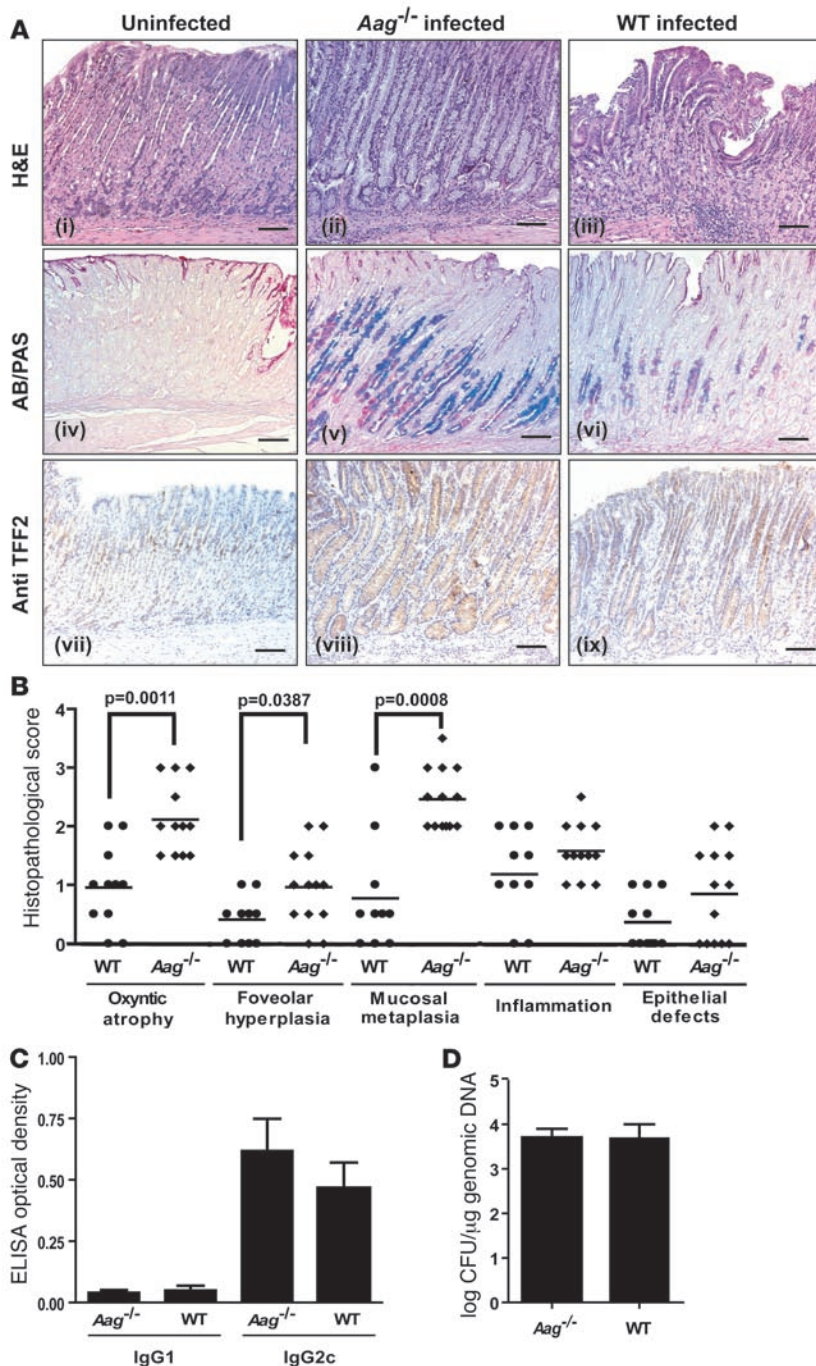 A
Uninfected
Aag-/- infected
WT infected
H&E
(i)
(ii)
(iii)
AB/PAS
(iv)
(v)
(vi)
Anti TFF2
(vii)
(viii)
(ix)
B
p=0.0011
p=0.0387
p=0.0008
Histopathological score
4
3
2
1
0
WT Aag-/- WT Aag-/- WT Aag-/- WT Aag-/- WT Aag-/-
Oxyntic atrophy
Foveolar hyperplasia
Mucosal metaplasia
Inflammation
Epithelial defects
C
ELISA optical density
1.00
0.75
0.50
0.25
0.00
Aag-/- WT Aag-/- WT
IgG1 IgG2c
D
log CFU/μg genomic DNA
5
4
3
2
1
0
Aag-/- WT